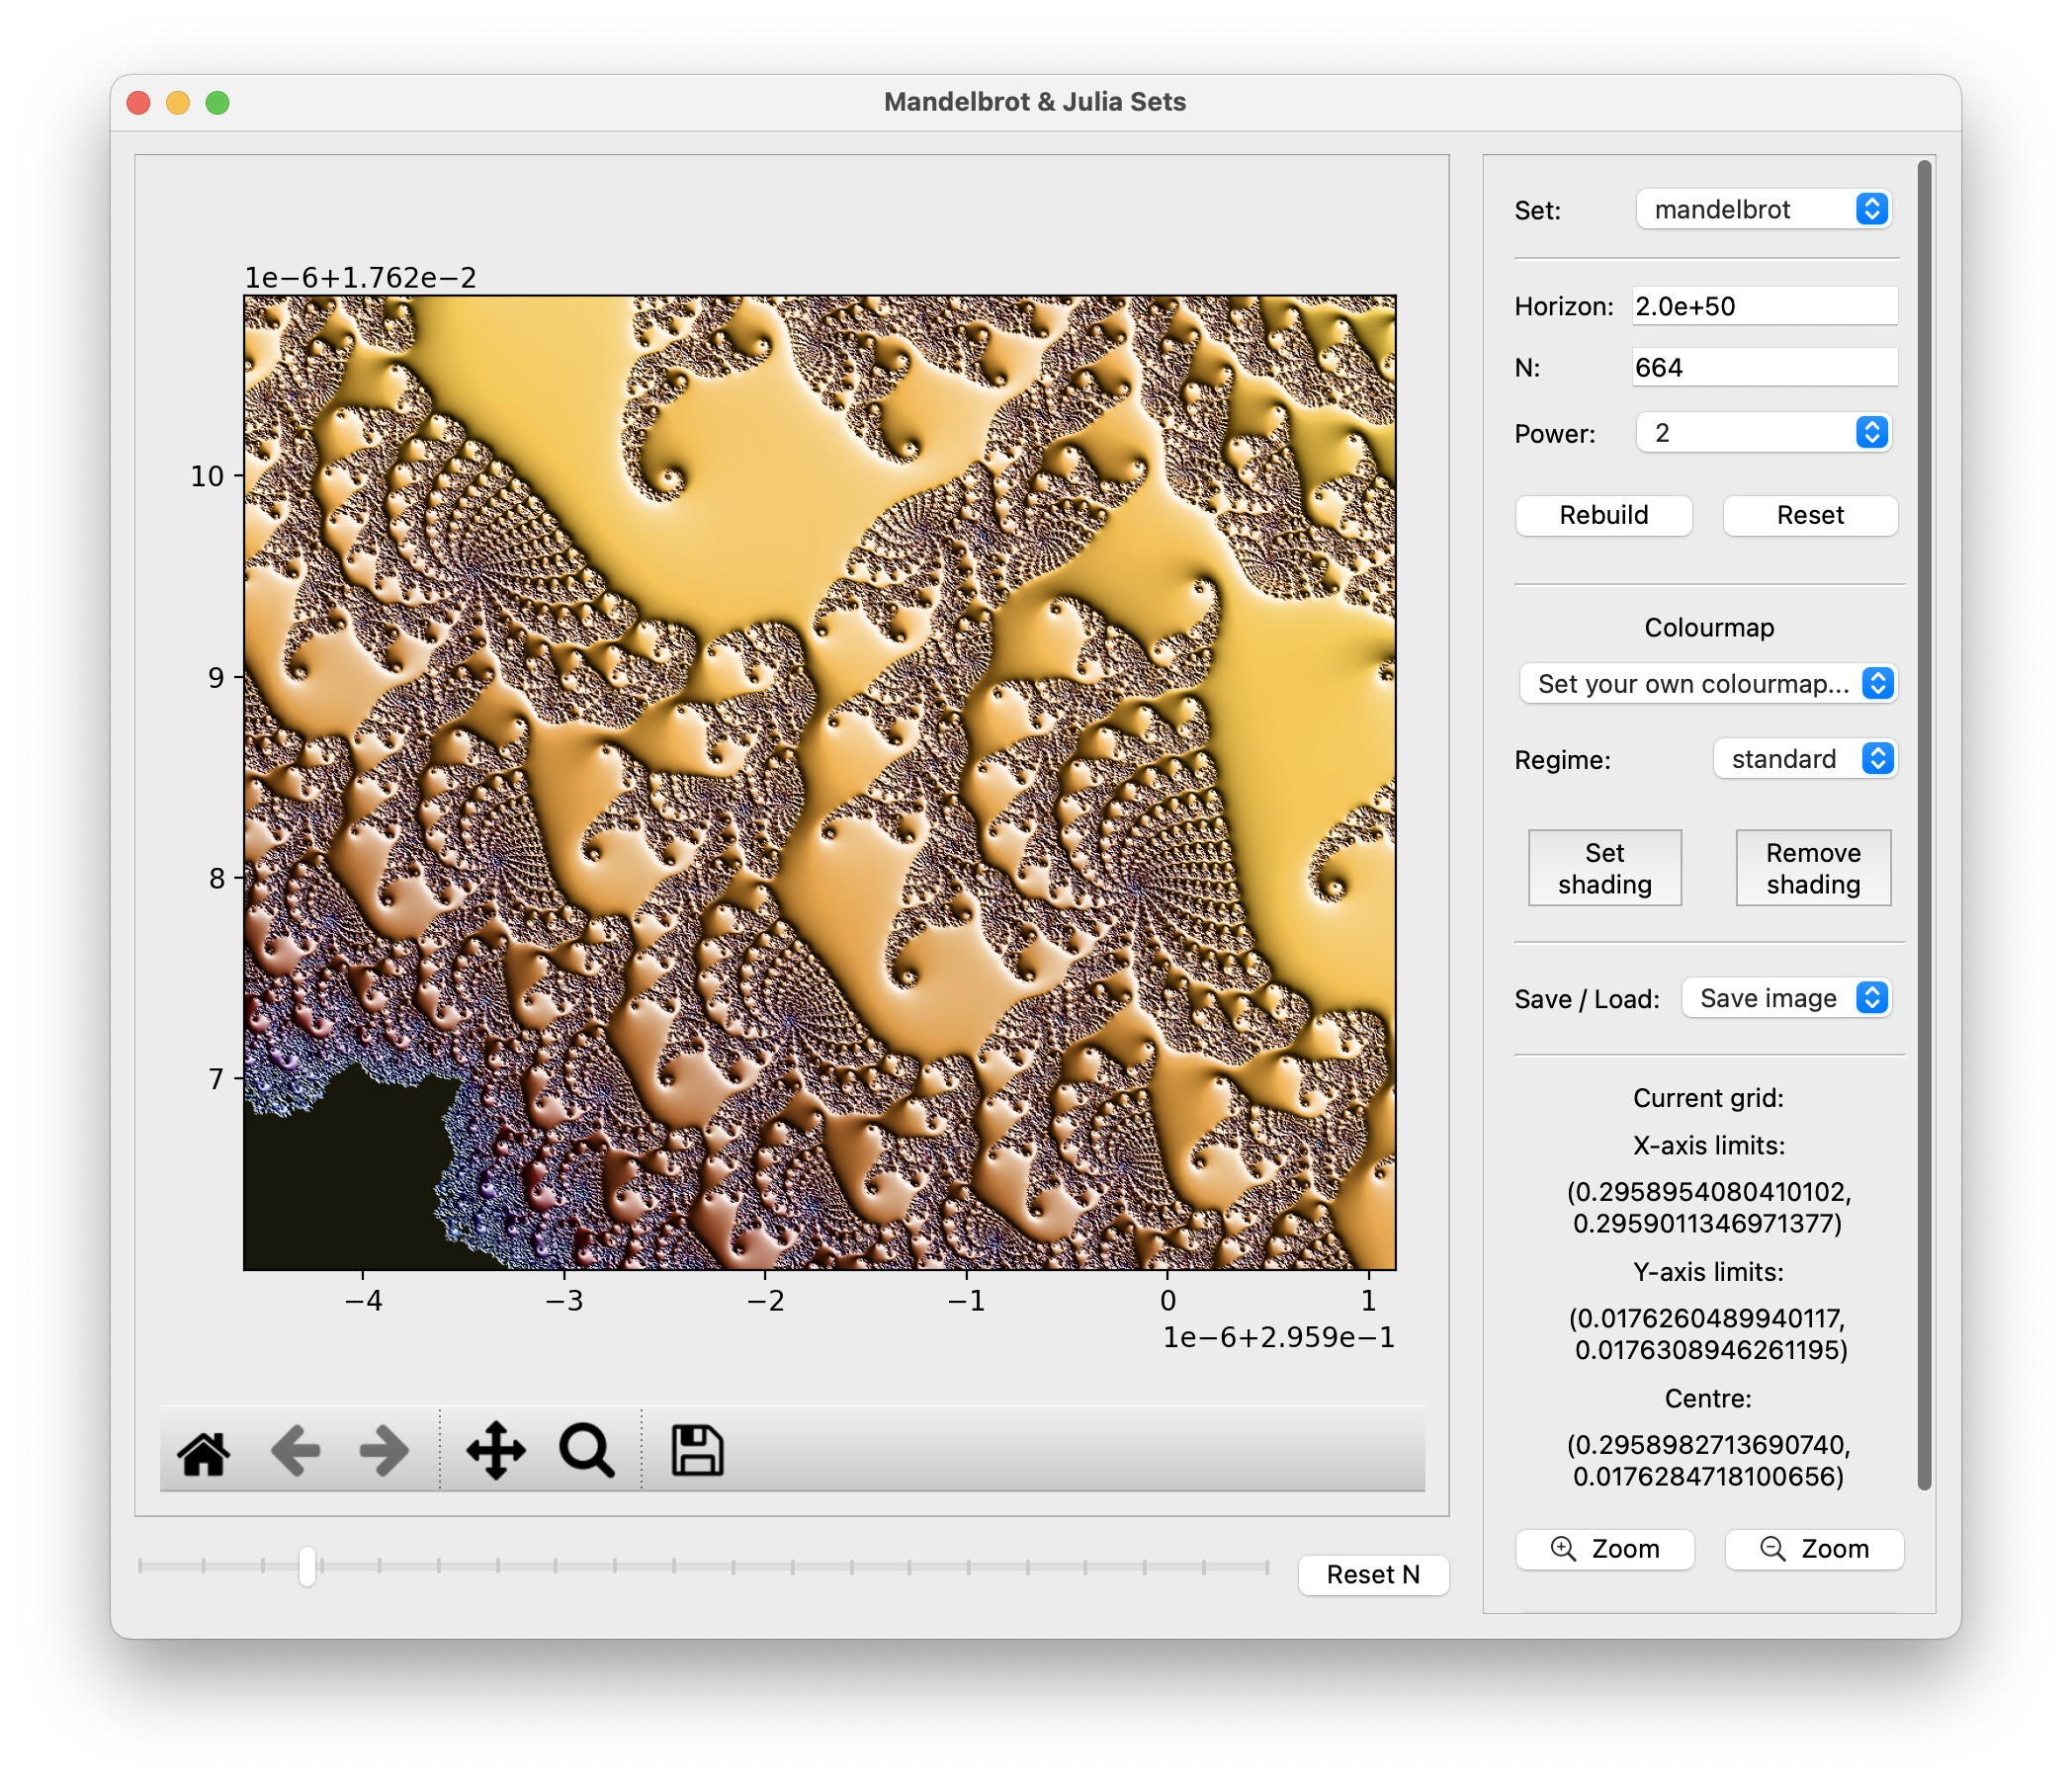 Mandelbrot & Julia Sets
1e−6+1.762e−2
10
9
8
7
−4 −3 −2 −1 0 1
1e−6+2.959e−1
Reset N
Set: mandelbrot
Horizon: 2.0e+50
N: 664
Power: 2
Rebuild Reset
Colourmap
Set your own colourmap...
Regime: standard
Set
shading
Remove
shading
Save / Load: Save image
Current grid:
X-axis limits:
(0.2958954080410102,
0.2959011346971377)
Y-axis limits:
(0.0176260489940117,
0.0176308946261195)
Centre:
(0.2958982713690740,
0.0176284718100656)
Zoom Zoom